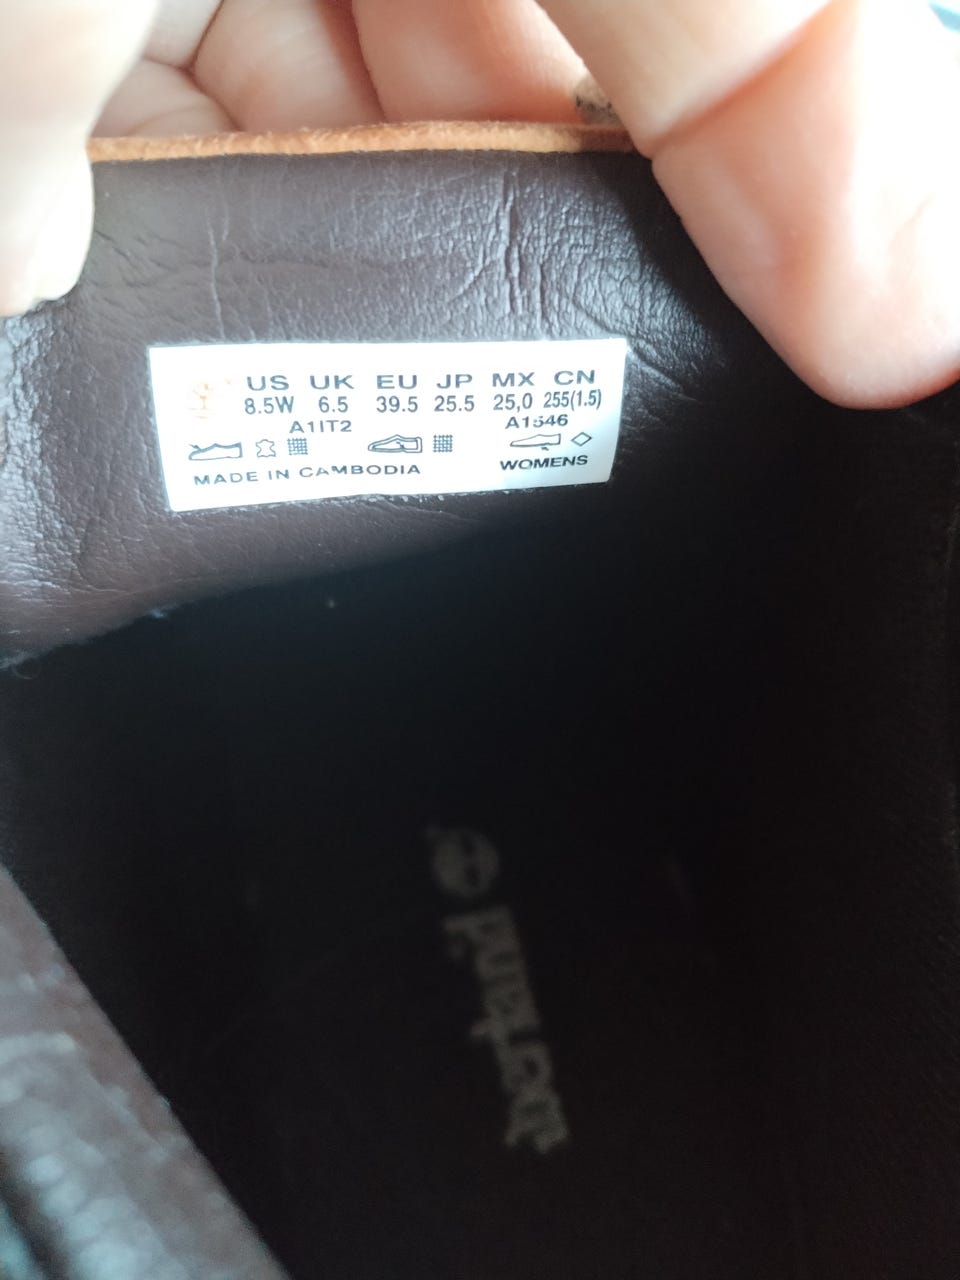 US UK EU JP MX CN
8.5W 6.5 39.5 25.5 25,0 255(1.5)
A1IT2 A1546
MADE IN CAMBODIA WOMENS
Timberland